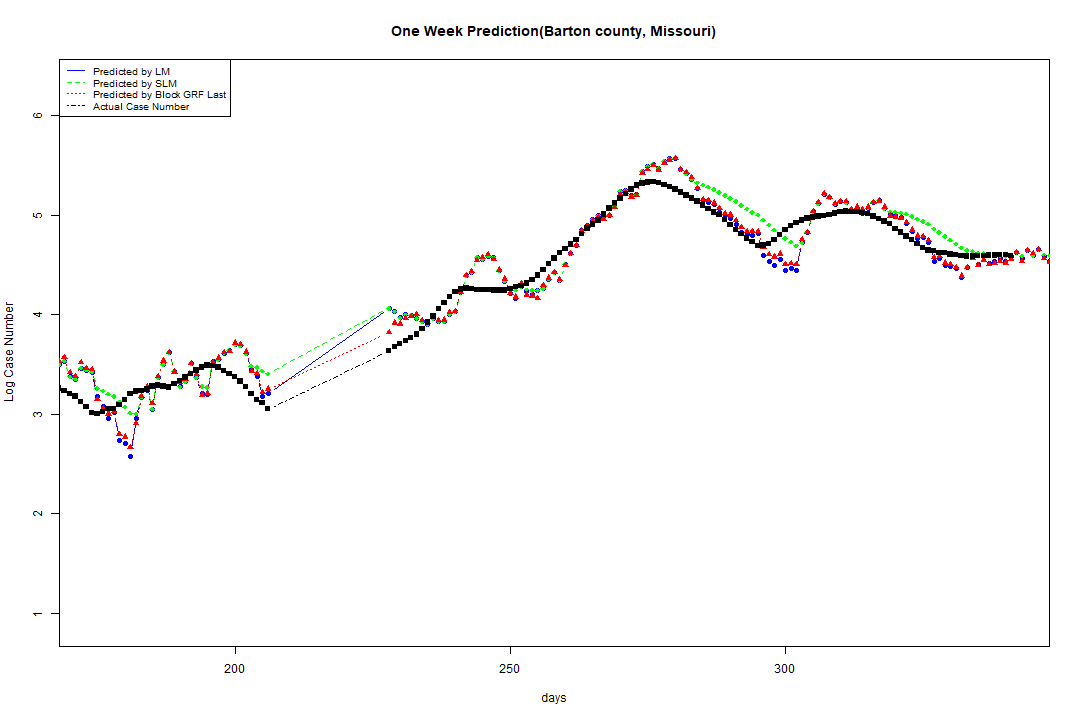 One Week Prediction(Barton county, Missouri)
Predicted by LM
Predicted by SLM
Predicted by Block GRF Last
Actual Case Number
6
5
4
3
2
1
Log Case Number
200 250 300
days